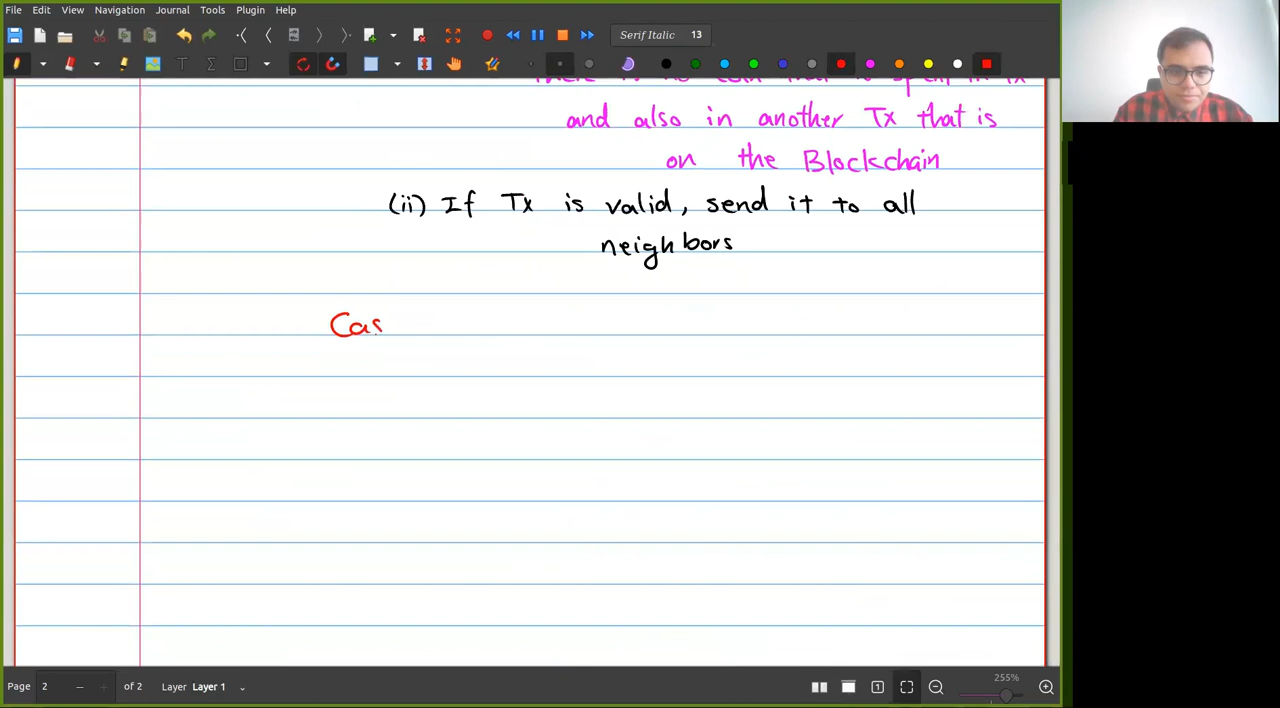 File Edit View Navigation Journal Tools Plugin Help
Serif Italic 13
and also in another Tx that is
on the Blockchain
(ii) If Tx is valid, send it to all
neighbors
Cas
Page 2 of 2 Layer Layer 1 255%